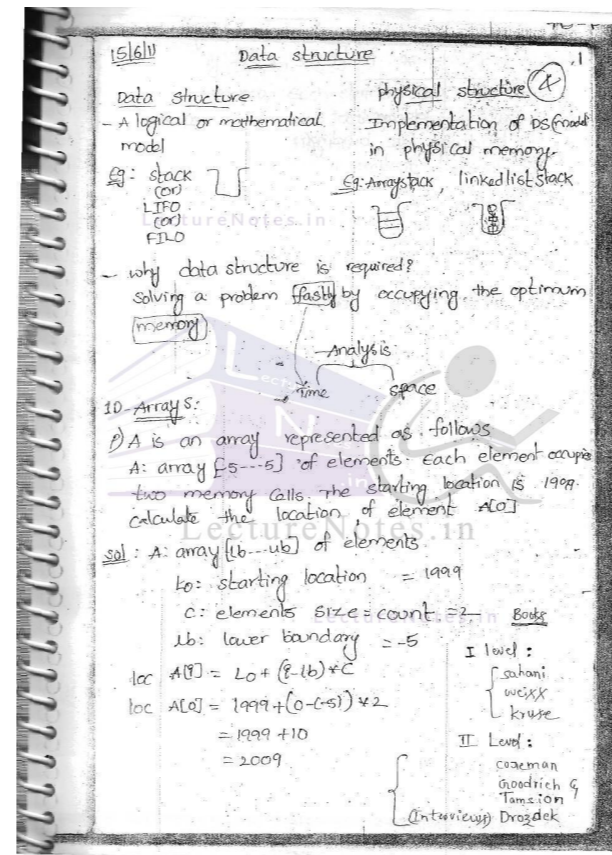 15/6/11 Data structure 1
Data structure
- A logical or mathematical
model
Eg: stack
(or)
LIFO
(or)
FILO
physical structure 4
Implementation of DS (model
in physical memory.
Eg: Arraystack, linkedlist stack
LectureNotes.in
- why data structure is required?
solving a problem fastly by occupying the optimum
memory
Analysis
Time space
1D-Arrays:
P) A is an array represented as follows
A: array [-5---5] of elements. Each element occupies
two memory calls. The starting location is 1999.
calculate the location of element A[0]
LectureNotes.in
sol: A: array [lb---ub] of elements
Lo: starting location = 1999
c: elements size = count = 2
lb: lower boundary = -5
loc A[i] = Lo + (i-lb) * C
loc A[0] = 1999 + (0-(-5)) * 2
= 1999 + 10
= 2009
Books
I level:
sahani
weixx
kruse
II Level:
coreman
Goodrich &
Tamsion
(Interviews) Drozdek